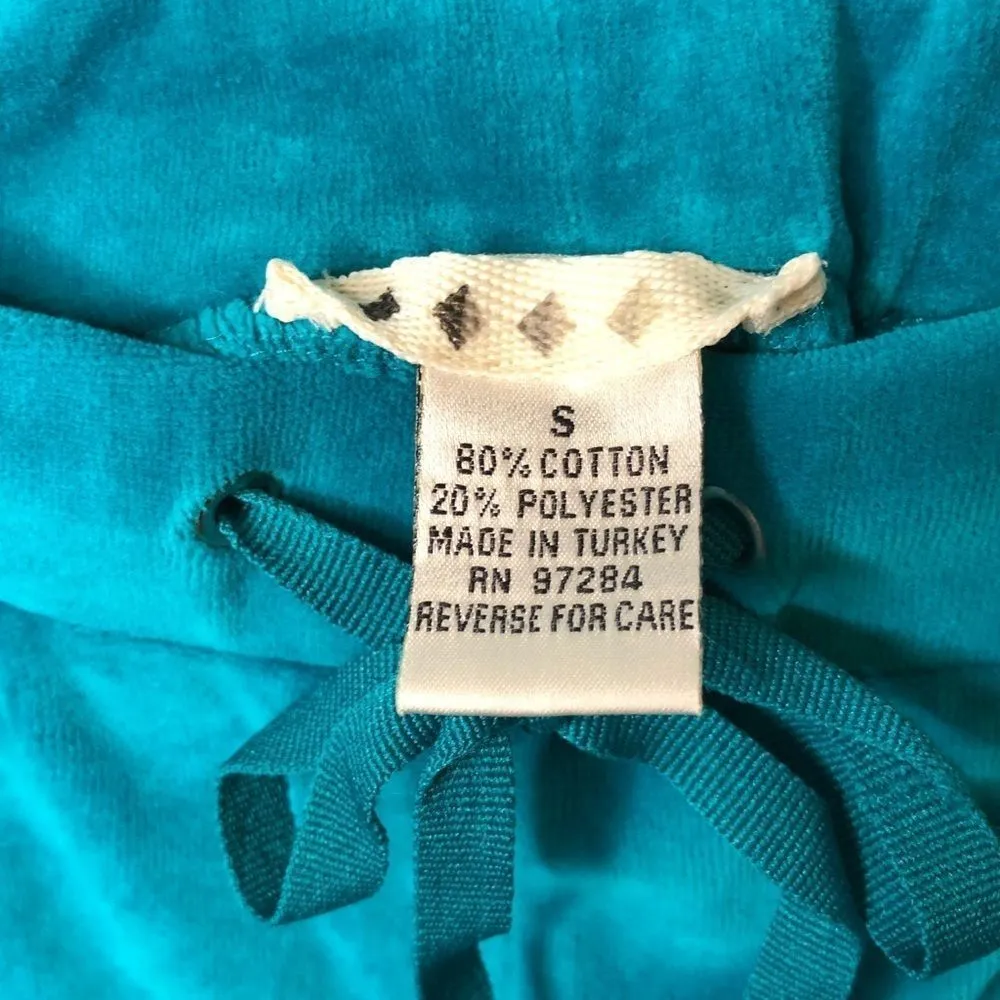 S
80% COTTON
20% POLYESTER
MADE IN TURKEY
RN 97284
REVERSE FOR CARE